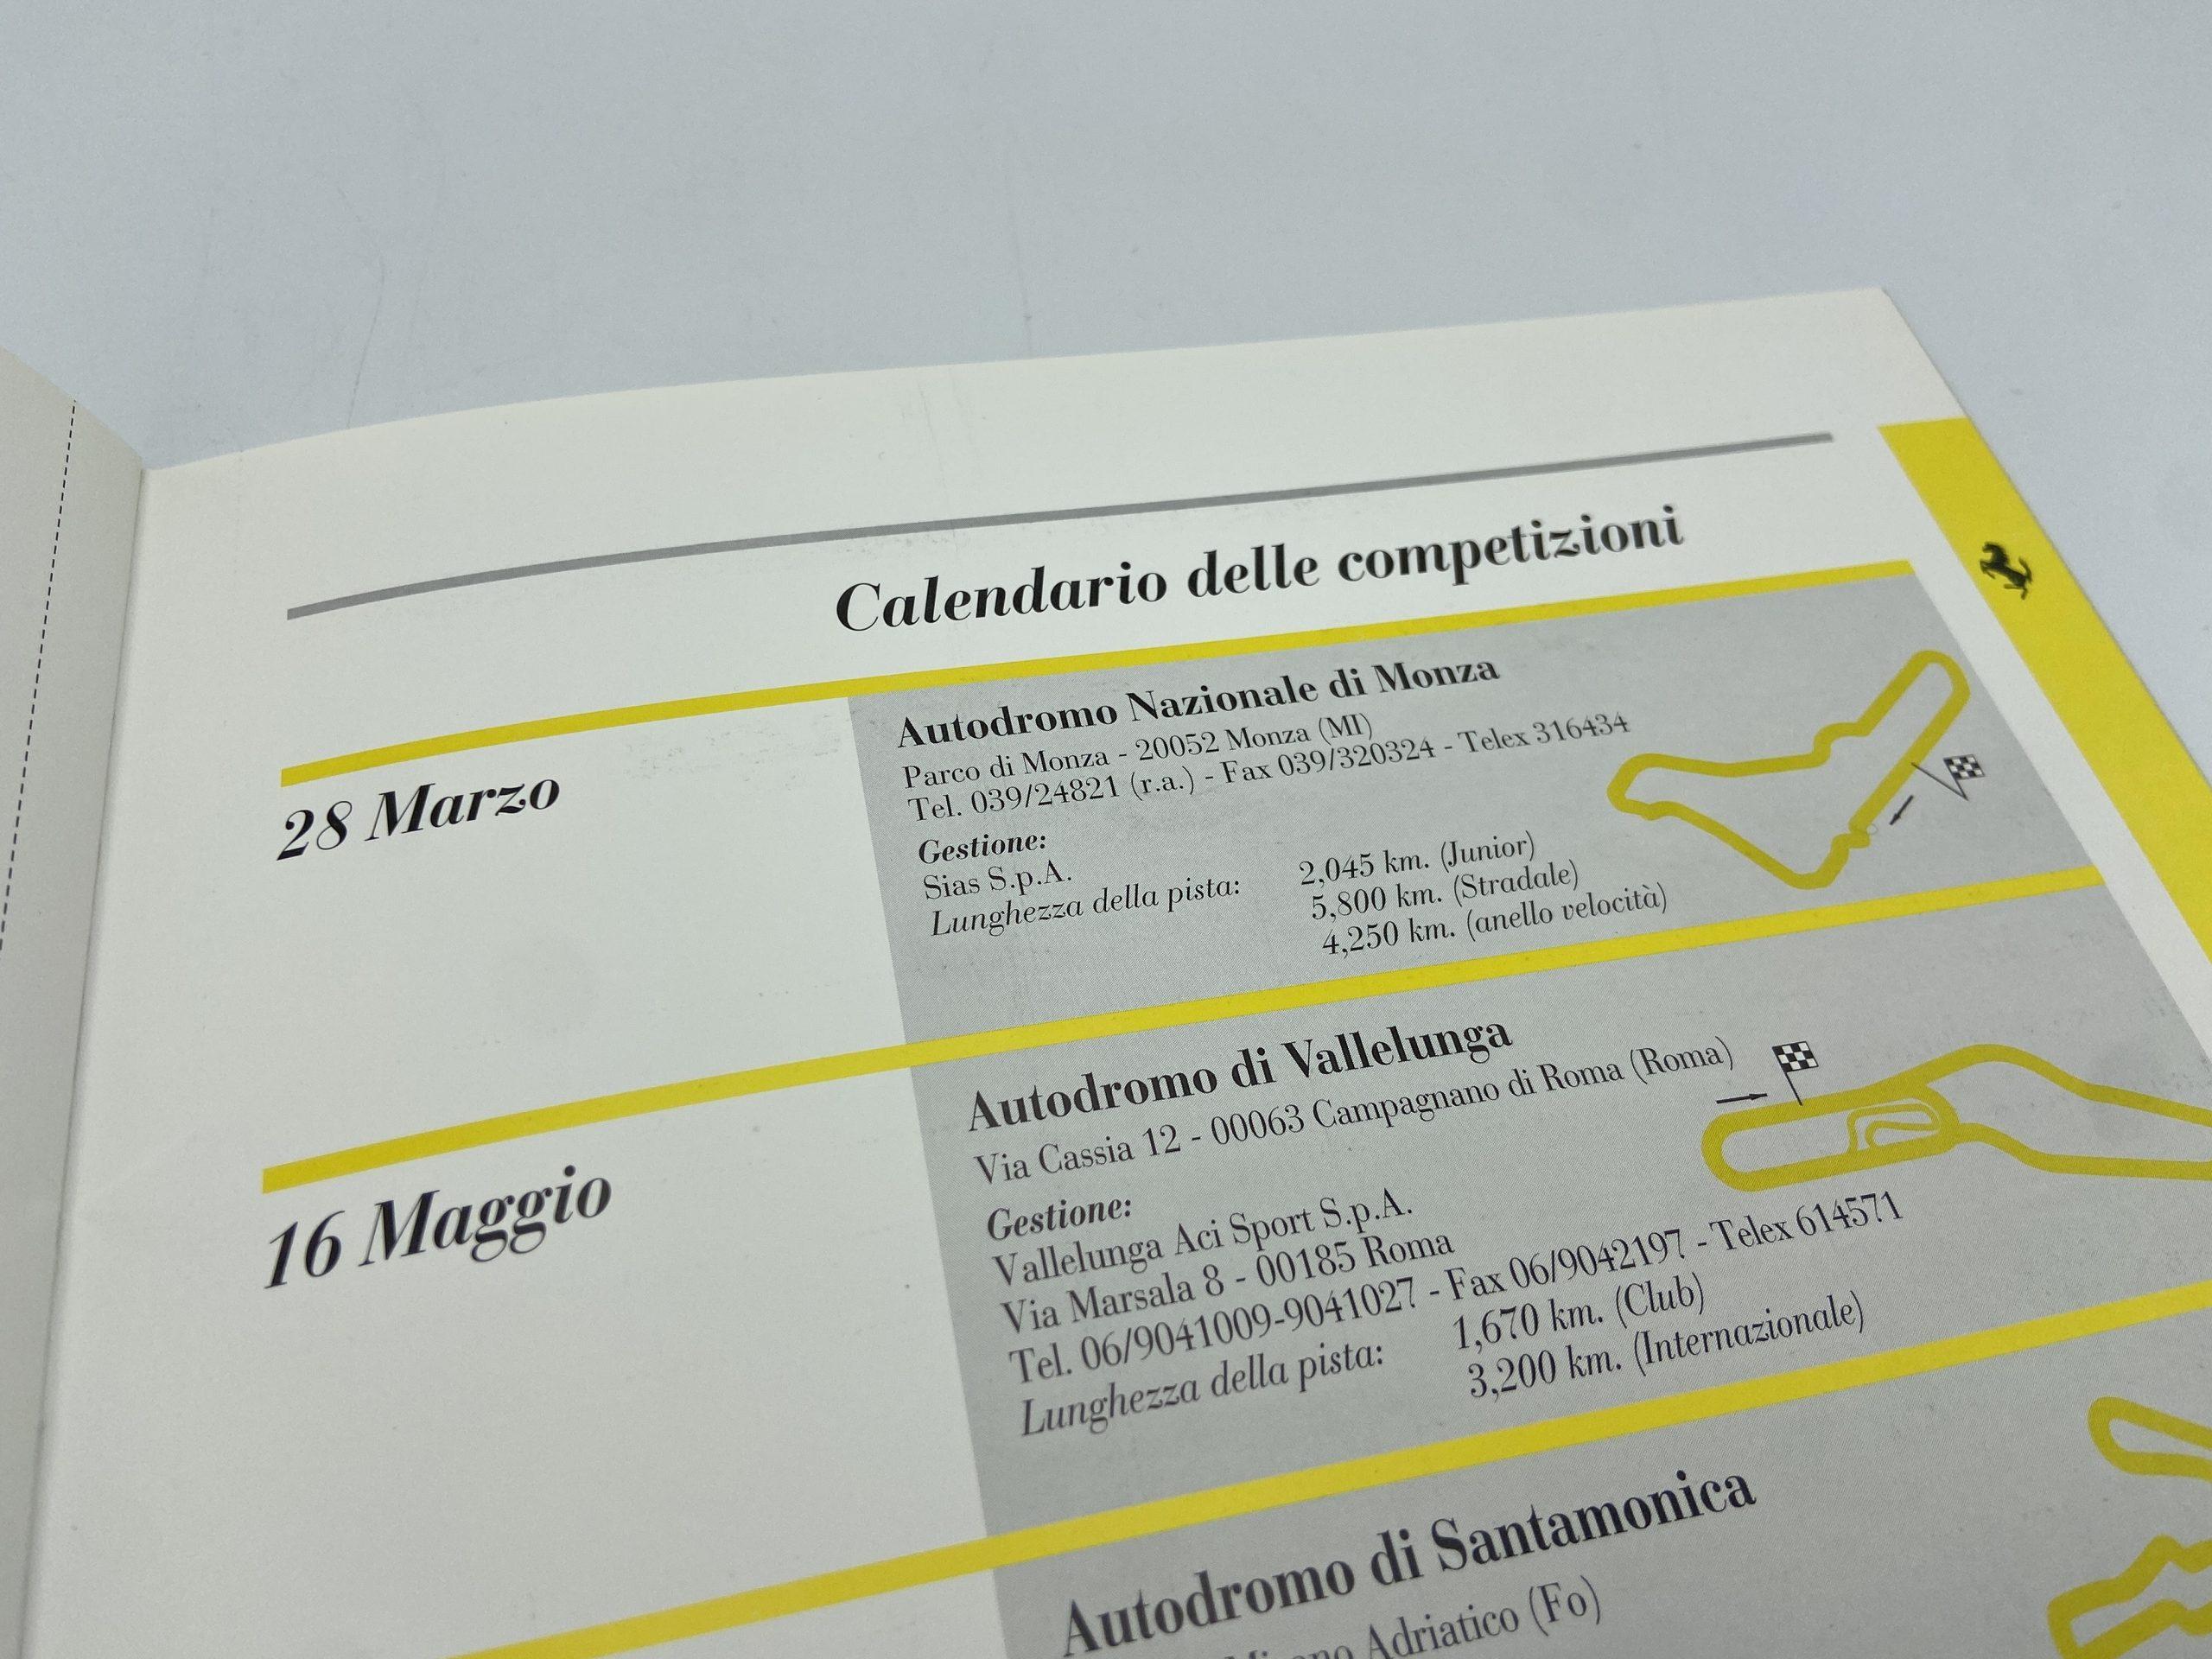 Calendario delle competizioni
28 Marzo
Autodromo Nazionale di Monza
Parco di Monza - 20052 Monza (MI)
Tel. 039/24821 (r.a.) - Fax 039/320324 - Telex 316434
Gestione:
Sias S.p.A.
Lunghezza della pista: 2,045 km. (Junior)
5,800 km. (Stradale)
4,250 km. (anello velocità)
16 Maggio
Autodromo di Vallelunga
Via Cassia 12 - 00063 Campagnano di Roma (Roma)
Gestione:
Vallelunga Aci Sport S.p.A.
Via Marsala 8 - 00185 Roma
Tel. 06/9041009-9041027 - Fax 06/9042197 - Telex 614571
Lunghezza della pista: 1,670 km. (Club)
3,200 km. (Internazionale)
Autodromo di Santamonica
Adriatico (Fo)